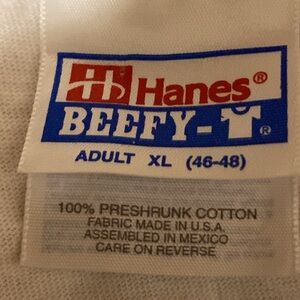 Hanes®
BEEFY-T®
ADULT XL (46-48)
100% PRESHRUNK COTTON
FABRIC MADE IN U.S.A.
ASSEMBLED IN MEXICO
CARE ON REVERSE